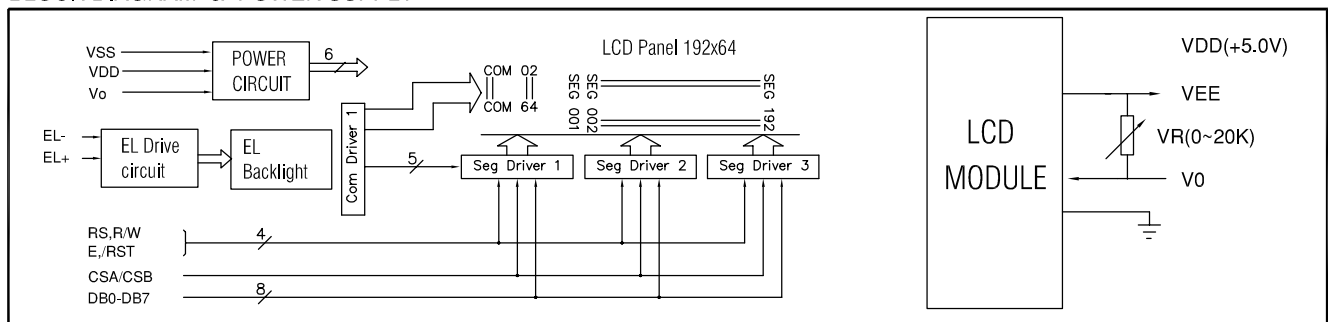 VSS
VDD
Vo
POWER
CIRCUIT
6
LCD Panel 192x64
COM 02
COM 64
SEG 001
SEG 002
SEG 192
EL-
EL+
EL Drive
circuit
EL
Backlight
Com Driver 1
5
Seg Driver 1
Seg Driver 2
Seg Driver 3
RS,R/W
E,/RST
4
CSA/CSB
DB0-DB7
8
LCD
MODULE
VDD(+5.0V)
VEE
VR(0~20K)
V0